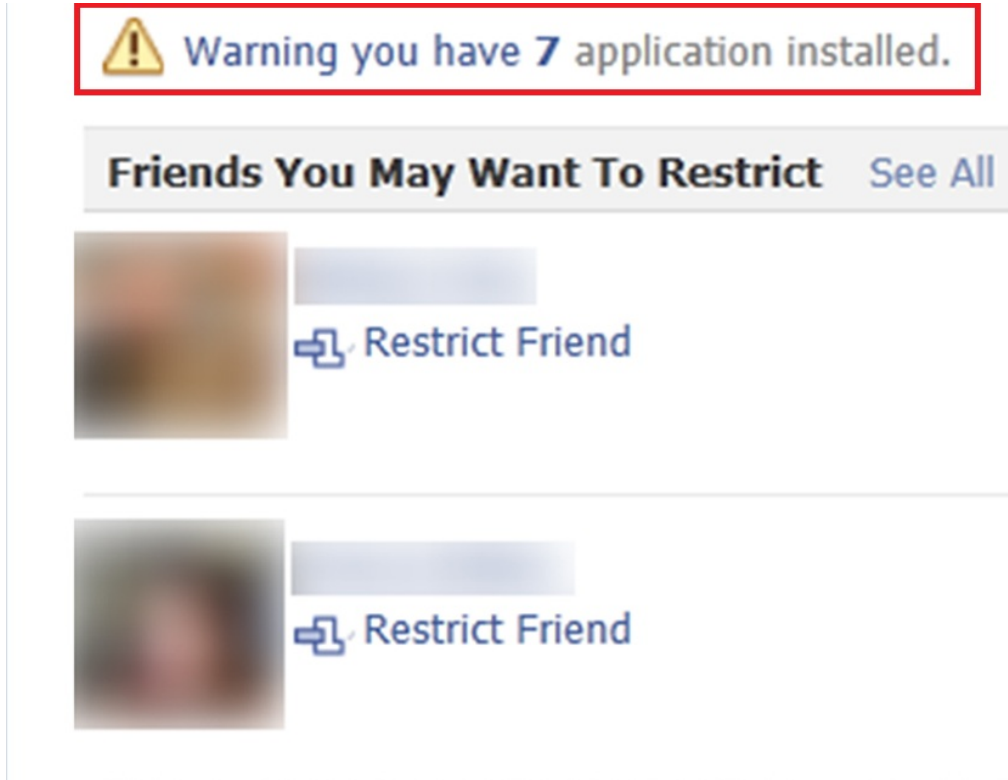 Warning you have 7 application installed.
Friends You May Want To Restrict See All
Restrict Friend
Restrict Friend